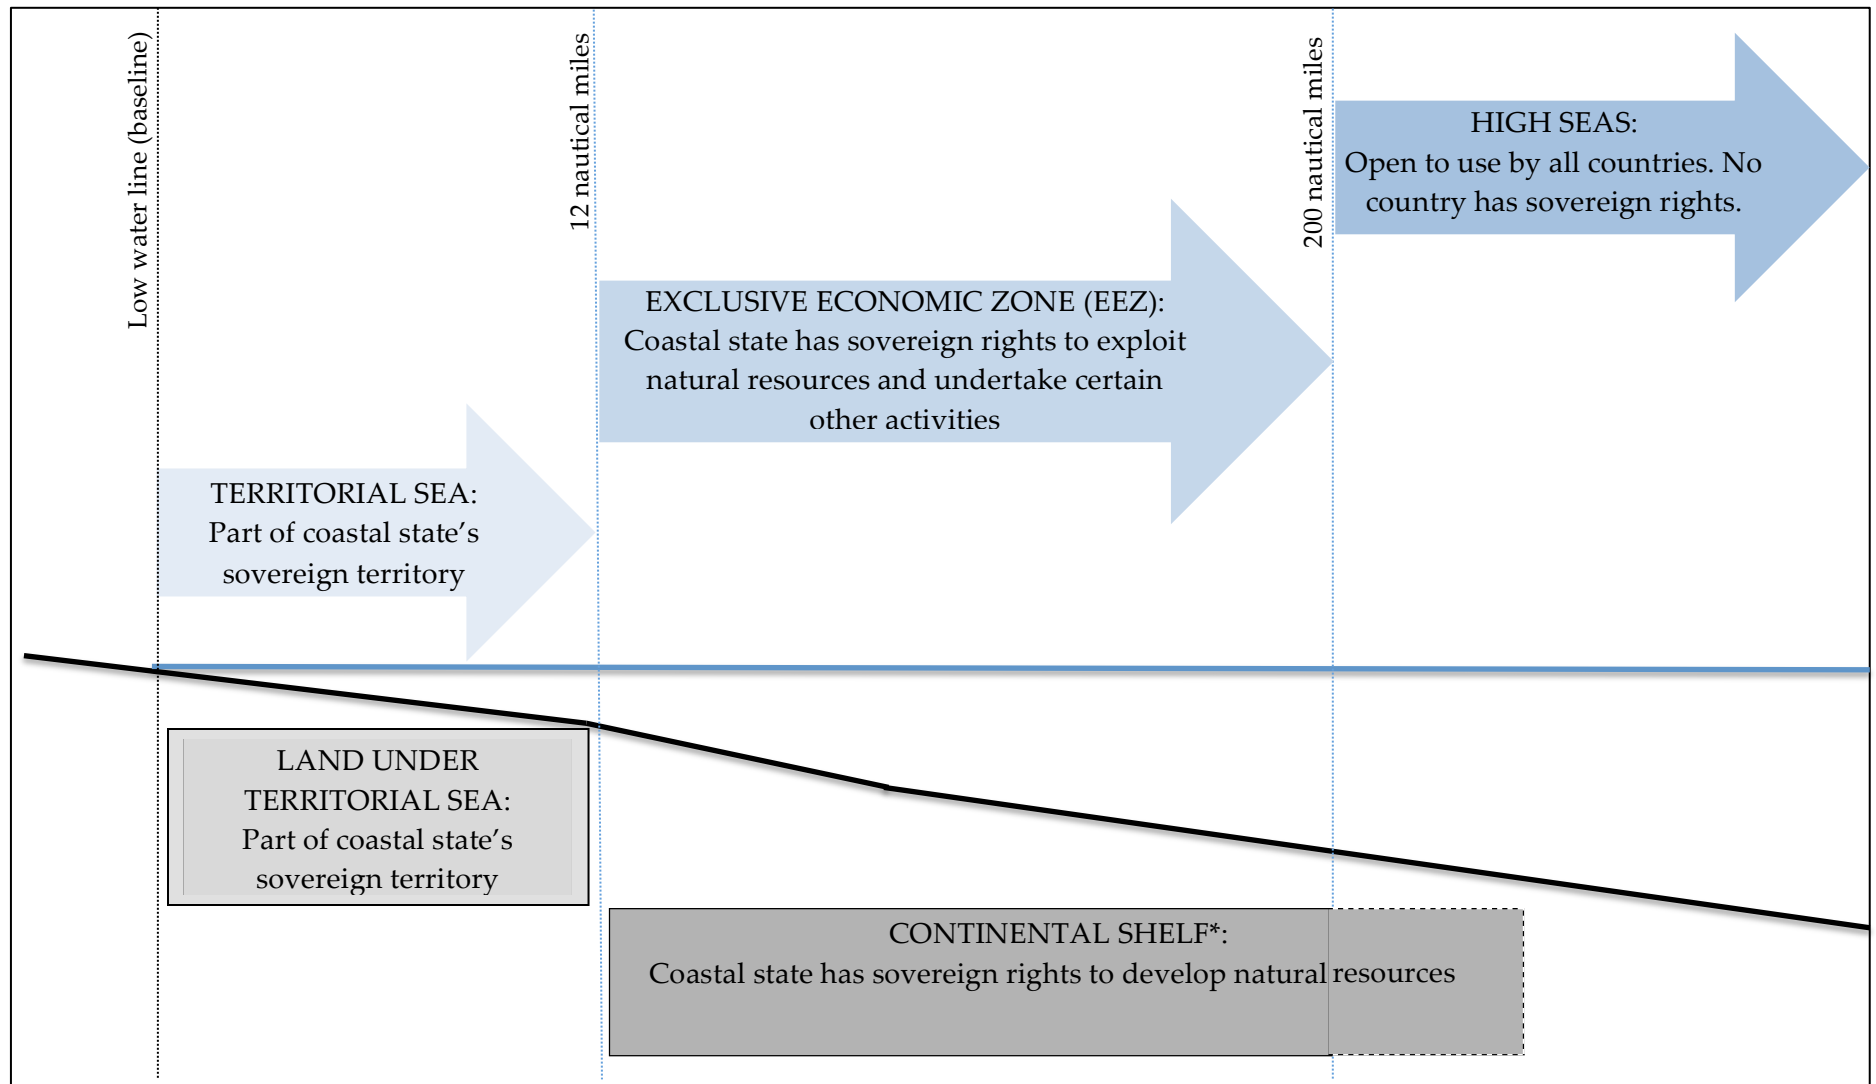 Low water line (baseline)
12 nautical miles
200 nautical miles
HIGH SEAS:
Open to use by all countries. No
country has sovereign rights.
EXCLUSIVE ECONOMIC ZONE (EEZ):
Coastal state has sovereign rights to exploit
natural resources and undertake certain
other activities
TERRITORIAL SEA:
Part of coastal state’s
sovereign territory
LAND UNDER
TERRITORIAL SEA:
Part of coastal state’s
sovereign territory
CONTINENTAL SHELF*:
Coastal state has sovereign rights to develop natural resources